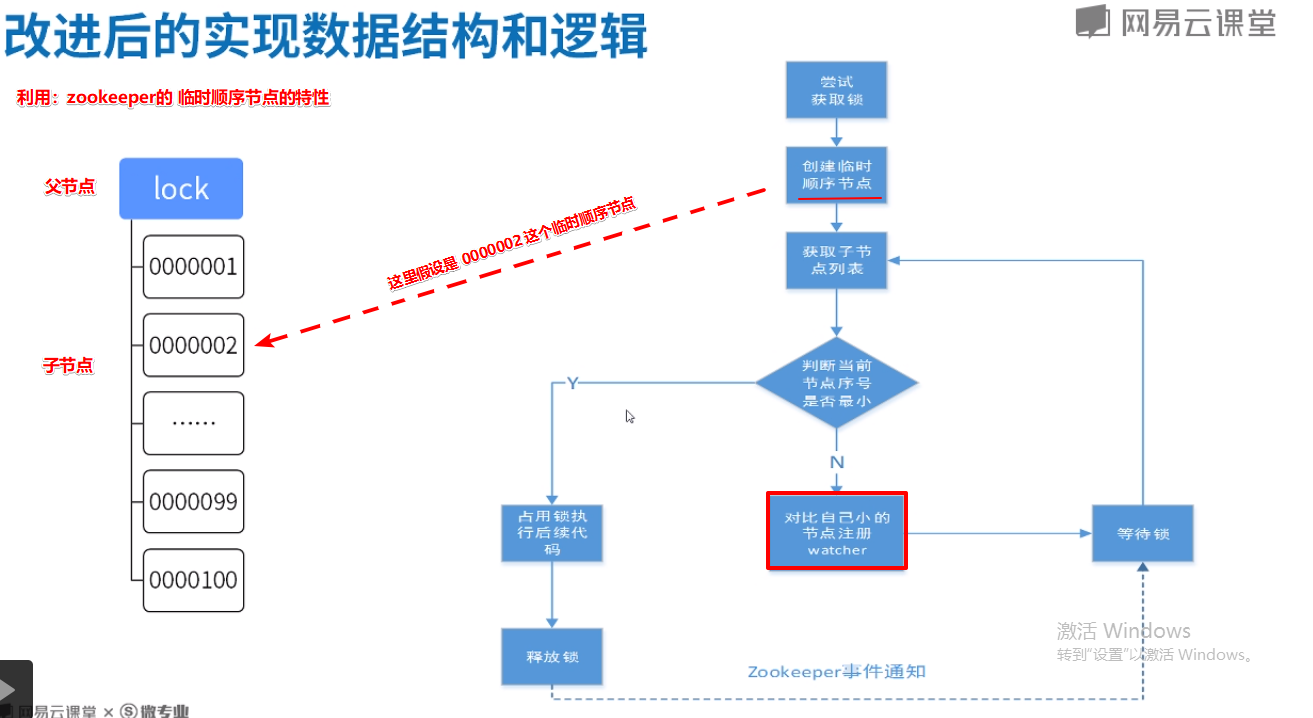 改进后的实现数据结构和逻辑
网易云课堂
利用：zookeeper的 临时顺序节点的特性
父节点
lock
0000001
0000002
子节点
……
0000099
0000100
这里假设是 0000002 这个临时顺序节点
尝试
获取锁
创建临时
顺序节点
获取子节
点列表
判断当前
节点序号
是否最小
Y
N
占用锁执
行后续代
码
对比自己小的
节点注册
watcher
等待锁
释放锁
Zookeeper事件通知
激活 Windows
转到"设置"以激活 Windows。
网易云课堂 × Ⓢ微专业